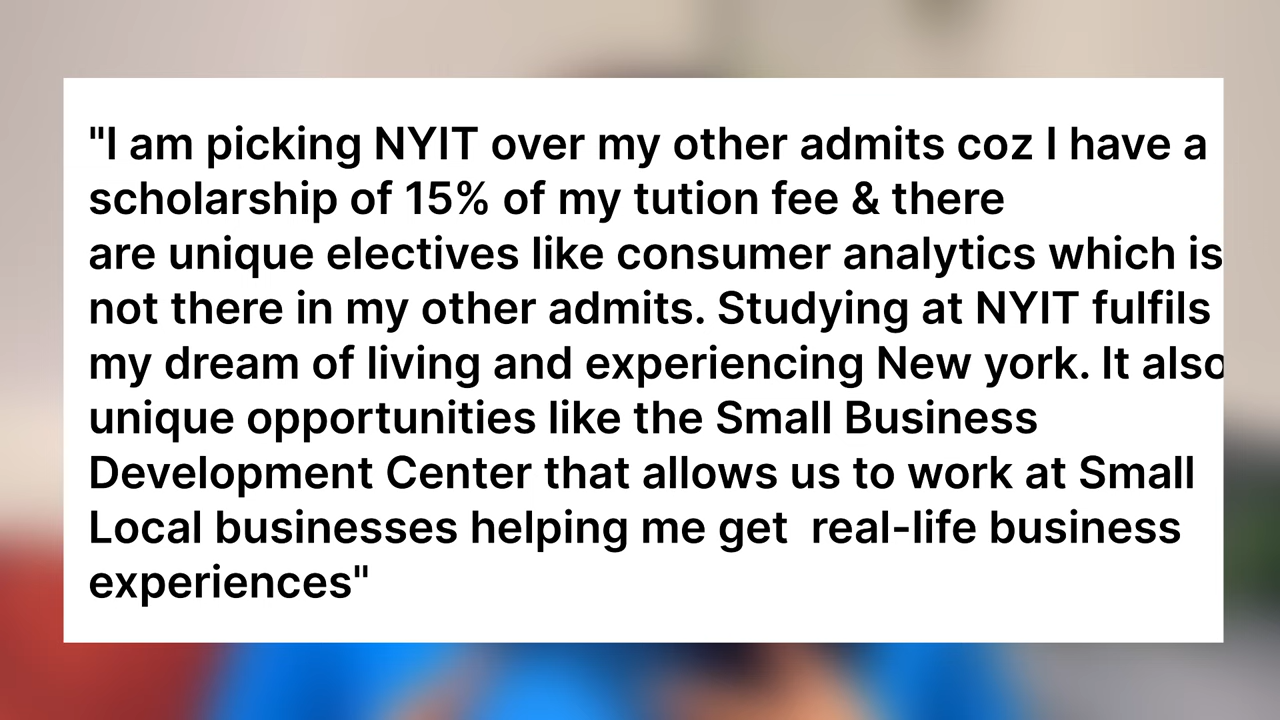 "I am picking NYIT over my other admits coz I have a
scholarship of 15% of my tution fee & there
are unique electives like consumer analytics which is
not there in my other admits. Studying at NYIT fulfils
my dream of living and experiencing New york. It also
unique opportunities like the Small Business
Development Center that allows us to work at Small
Local businesses helping me get  real-life business
experiences"